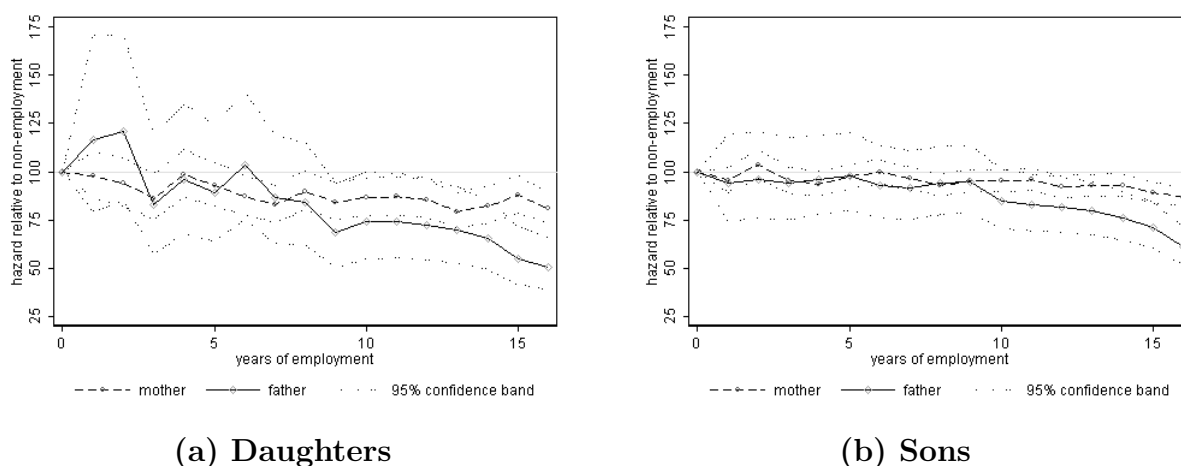 hazard relative to non-employment
25 50 75 100 125 150 175
0 5 10 15
years of employment
mother father 95% confidence band
(a) Daughters
hazard relative to non-employment
25 50 75 100 125 150 175
0 5 10 15
years of employment
mother father 95% confidence band
(b) Sons